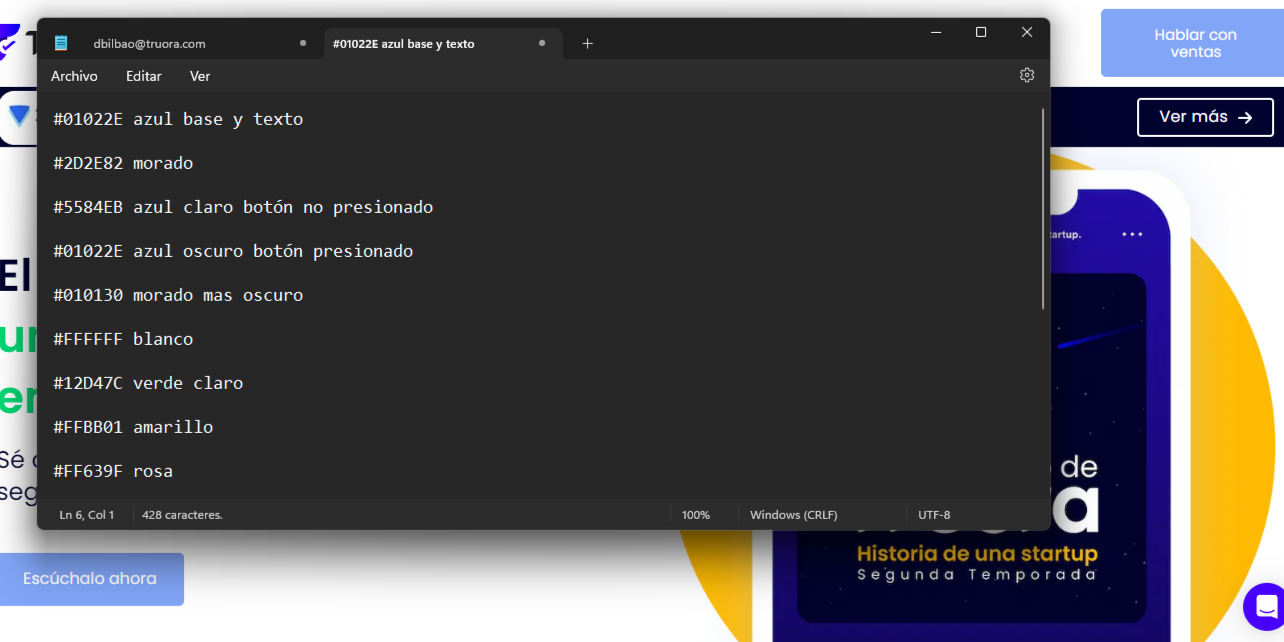 dbilbao@truora.com
#01022E azul base y texto
Archivo Editar Ver
#01022E azul base y texto
#2D2E82 morado
#5584EB azul claro botón no presionado
#01022E azul oscuro botón presionado
#010130 morado mas oscuro
#FFFFFF blanco
#12D47C verde claro
#FFBB01 amarillo
#FF639F rosa
Ln 6, Col 1
428 caracteres.
100%
Windows (CRLF)
UTF-8
Hablar con
ventas
Ver más
El
Sé
startup.
de
Historia de una startup
Segunda Temporada
Escúchalo ahora